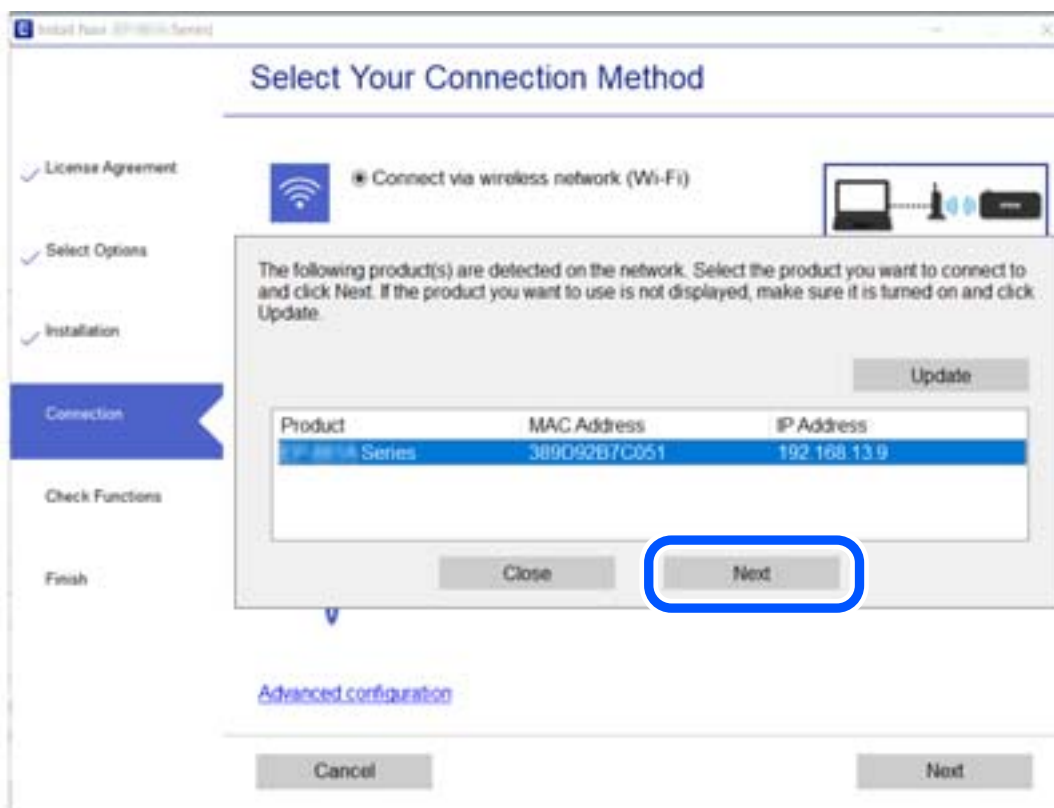 Select Your Connection Method
License Agreement
Select Options
Installation
Connection
Check Functions
Finish
Connect via wireless network (Wi-Fi)
The following product(s) are detected on the network. Select the product you want to connect to
and click Next. If the product you want to use is not displayed, make sure it is turned on and click
Update.
Update
Product MAC Address IP Address
Series 389D92B7C051 192.168.13.9
Close Next
Advanced configuration
Cancel Next